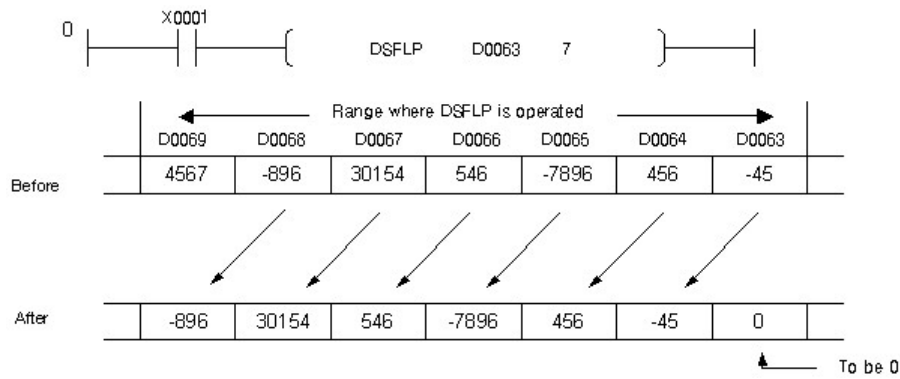 X0001
0 DSFLP D0063 7
Range where DSFLP is operated
D0069 D0068 D0067 D0066 D0065 D0064 D0063
Before 4567 -896 30154 546 -7896 456 -45
After -896 30154 546 -7896 456 -45 0
To be 0